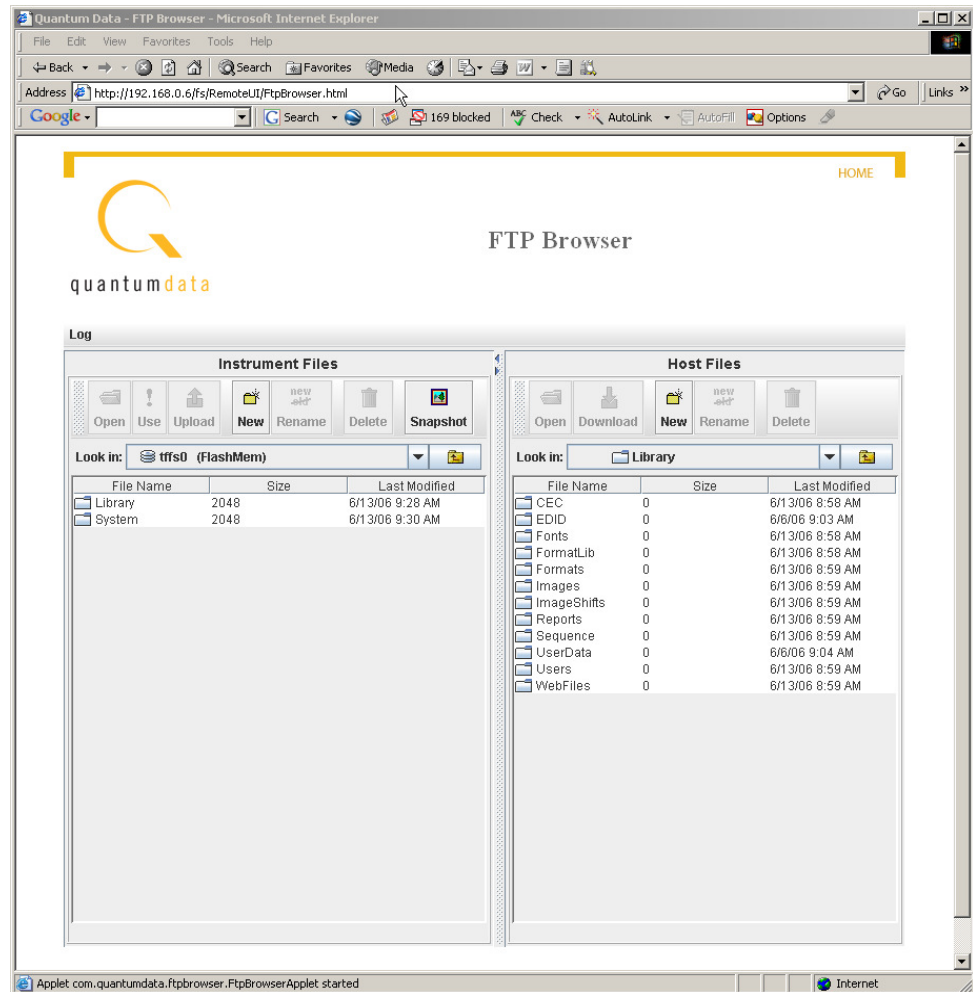 Quantum Data - FTP Browser - Microsoft Internet Explorer
File Edit View Favorites Tools Help
Back Search Favorites Media
Address http://192.168.0.6/fs/RemoteUI/FtpBrowser.html Go Links »
Google Search 169 blocked ABC Check AutoLink AutoFill Options
HOME
FTP Browser
quantumdata
Log
Instrument Files
Open Use Upload New new old Rename Delete Snapshot
Look in: tffs0 (FlashMem)
File Name Size Last Modified
Library 2048 6/13/06 9:28 AM
System 2048 6/13/06 9:30 AM
Host Files
Open Download New new old Rename Delete
Look in: Library
File Name Size Last Modified
CEC 0 6/13/06 8:58 AM
EDID 0 6/6/06 9:03 AM
Fonts 0 6/13/06 8:58 AM
FormatLib 0 6/13/06 8:58 AM
Formats 0 6/13/06 8:59 AM
Images 0 6/13/06 8:59 AM
ImageShifts 0 6/13/06 8:59 AM
Reports 0 6/13/06 8:59 AM
Sequence 0 6/13/06 8:59 AM
UserData 0 6/6/06 9:04 AM
Users 0 6/13/06 8:59 AM
WebFiles 0 6/13/06 8:59 AM
Applet com.quantumdata.ftpbrowser.FtpBrowserApplet started Internet